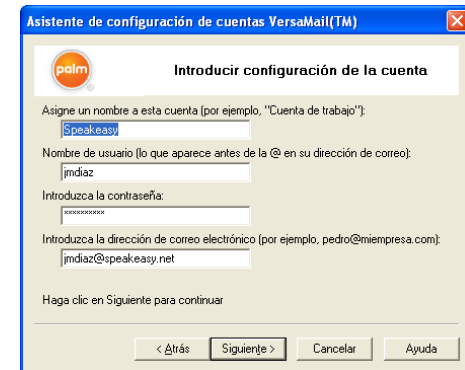 Asistente de configuración de cuentas VersaMail(TM)
palm
Introducir configuración de la cuenta
Asigne un nombre a esta cuenta (por ejemplo, "Cuenta de trabajo"):
Speakeasy
Nombre de usuario (lo que aparece antes de la @ en su dirección de correo):
jmdiaz
Introduzca la contraseña:
xxxxxxxxxx
Introduzca la dirección de correo electrónico (por ejemplo, pedro@miempresa.com):
jmdiaz@speakeasy.net
Haga clic en Siguiente para continuar
< Atrás Siguiente > Cancelar Ayuda